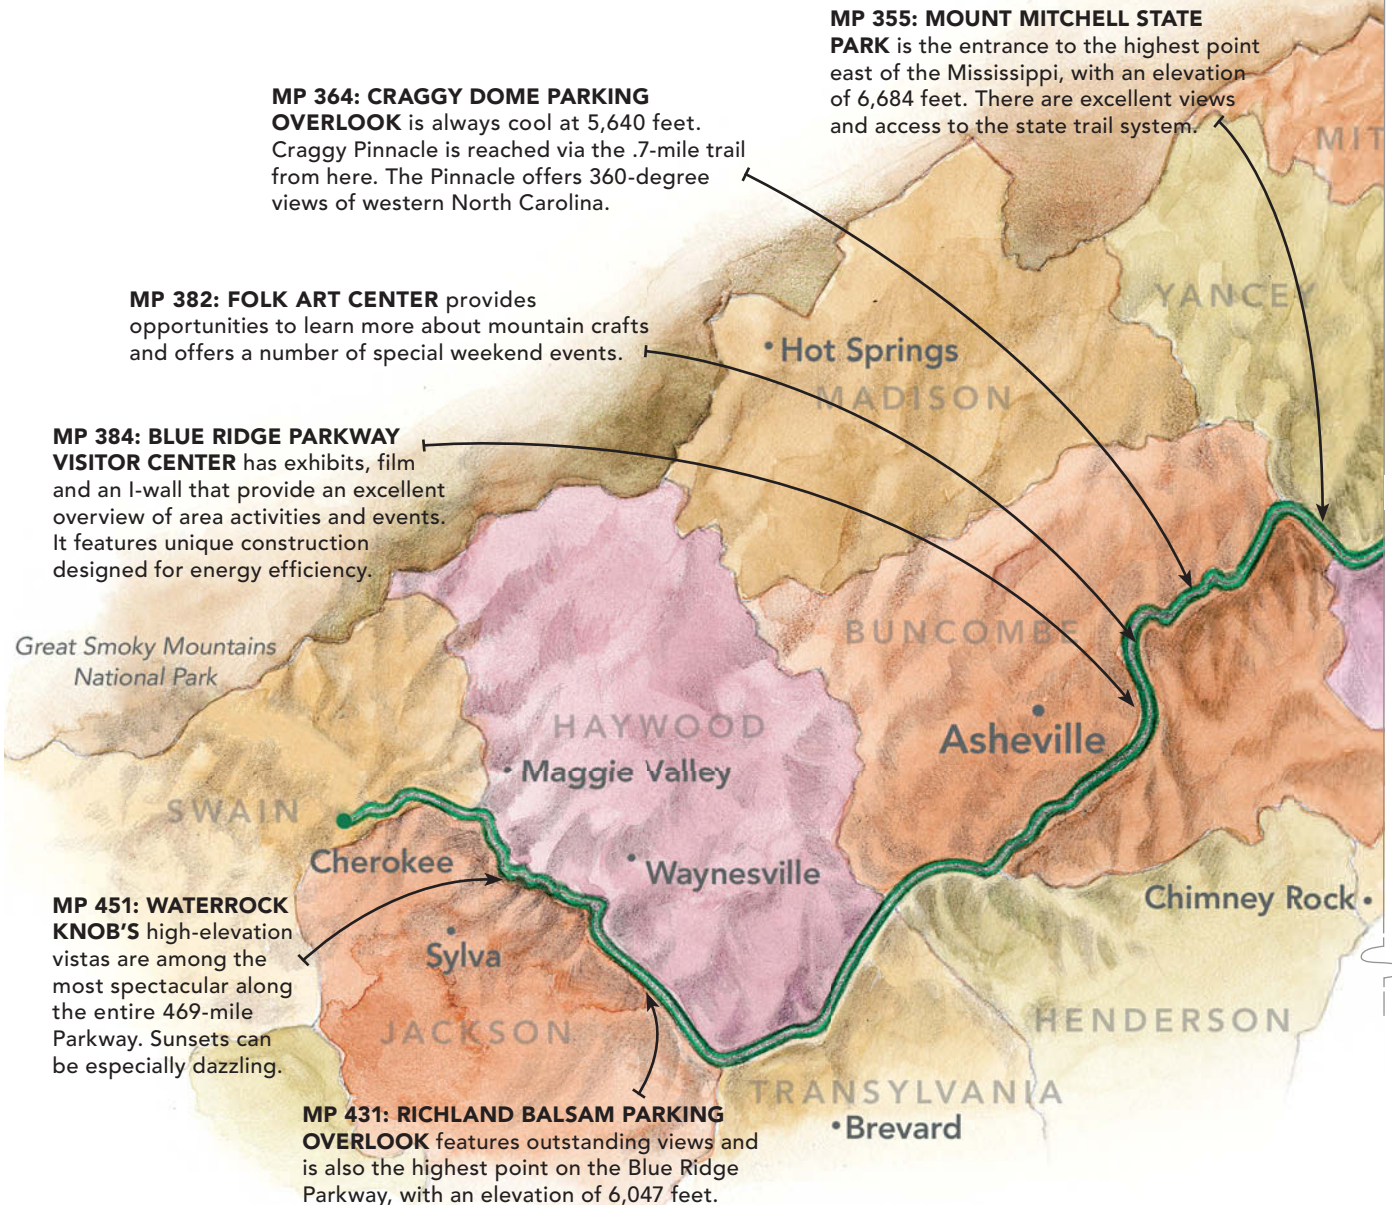 MP 355: MOUNT MITCHELL STATE
PARK is the entrance to the highest point
east of the Mississippi, with an elevation
of 6,684 feet. There are excellent views
and access to the state trail system.
MP 364: CRAGGY DOME PARKING
OVERLOOK is always cool at 5,640 feet.
Craggy Pinnacle is reached via the .7-mile trail
from here. The Pinnacle offers 360-degree
views of western North Carolina.
MIT
YANCEY
MP 382: FOLK ART CENTER provides
opportunities to learn more about mountain crafts
and offers a number of special weekend events.
Hot Springs
MADISON
MP 384: BLUE RIDGE PARKWAY
VISITOR CENTER has exhibits, film
and an I-wall that provide an excellent
overview of area activities and events.
It features unique construction
designed for energy efficiency.
Great Smoky Mountains
National Park
BUNCOMBE
HAYWOOD
Asheville
Maggie Valley
SWAIN
Cherokee
Waynesville
Chimney Rock
MP 451: WATERROCK
KNOB'S high-elevation
vistas are among the
most spectacular along
the entire 469-mile
Parkway. Sunsets can
be especially dazzling.
Sylva
JACKSON
HENDERSON
TRANSYLVANIA
Brevard
MP 431: RICHLAND BALSAM PARKING
OVERLOOK features outstanding views and
is also the highest point on the Blue Ridge
Parkway, with an elevation of 6,047 feet.